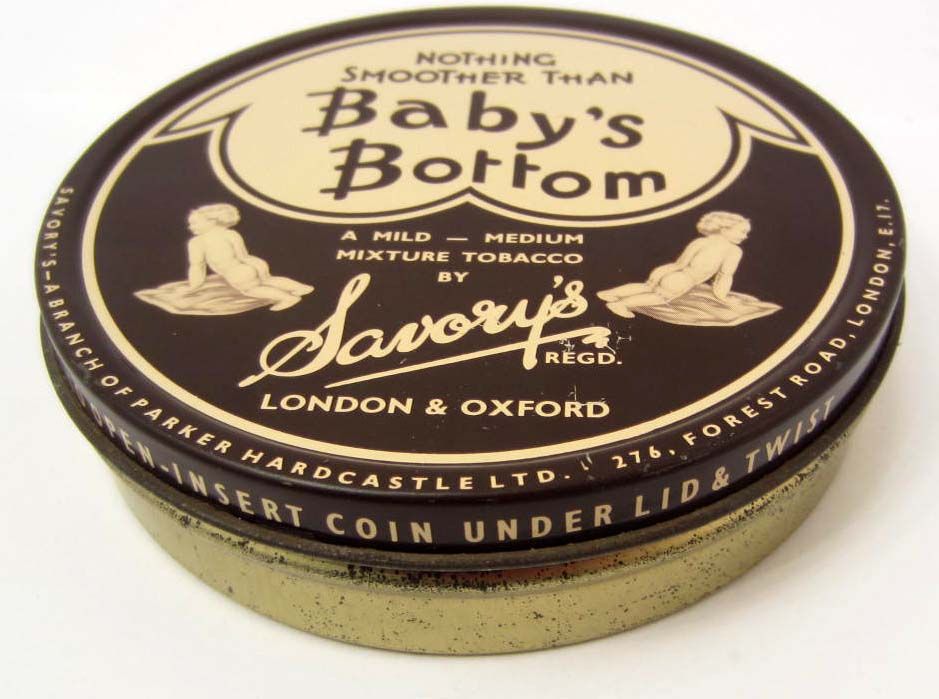 NOTHING
SMOOTHER THAN
Baby's
Bottom
A MILD — MEDIUM
MIXTURE TOBACCO
BY
Savory's
REGD.
LONDON & OXFORD
SAVORY'S—A BRANCH OF PARKER HARDCASTLE LTD. 276, FOREST ROAD, LONDON, E.17.
OPEN-INSERT COIN UNDER LID & TWIST